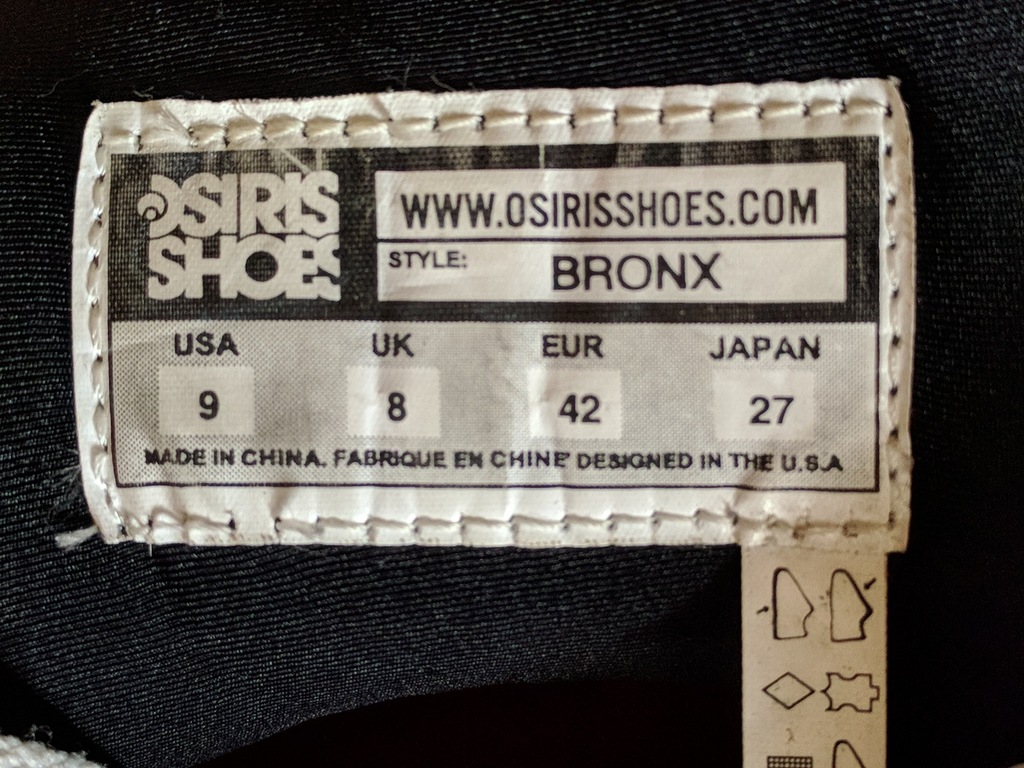 OSIRIS
SHOES
WWW.OSIRISSHOES.COM
STYLE: BRONX
USA UK EUR JAPAN
9 8 42 27
MADE IN CHINA. FABRIQUE EN CHINE DESIGNED IN THE U.S.A